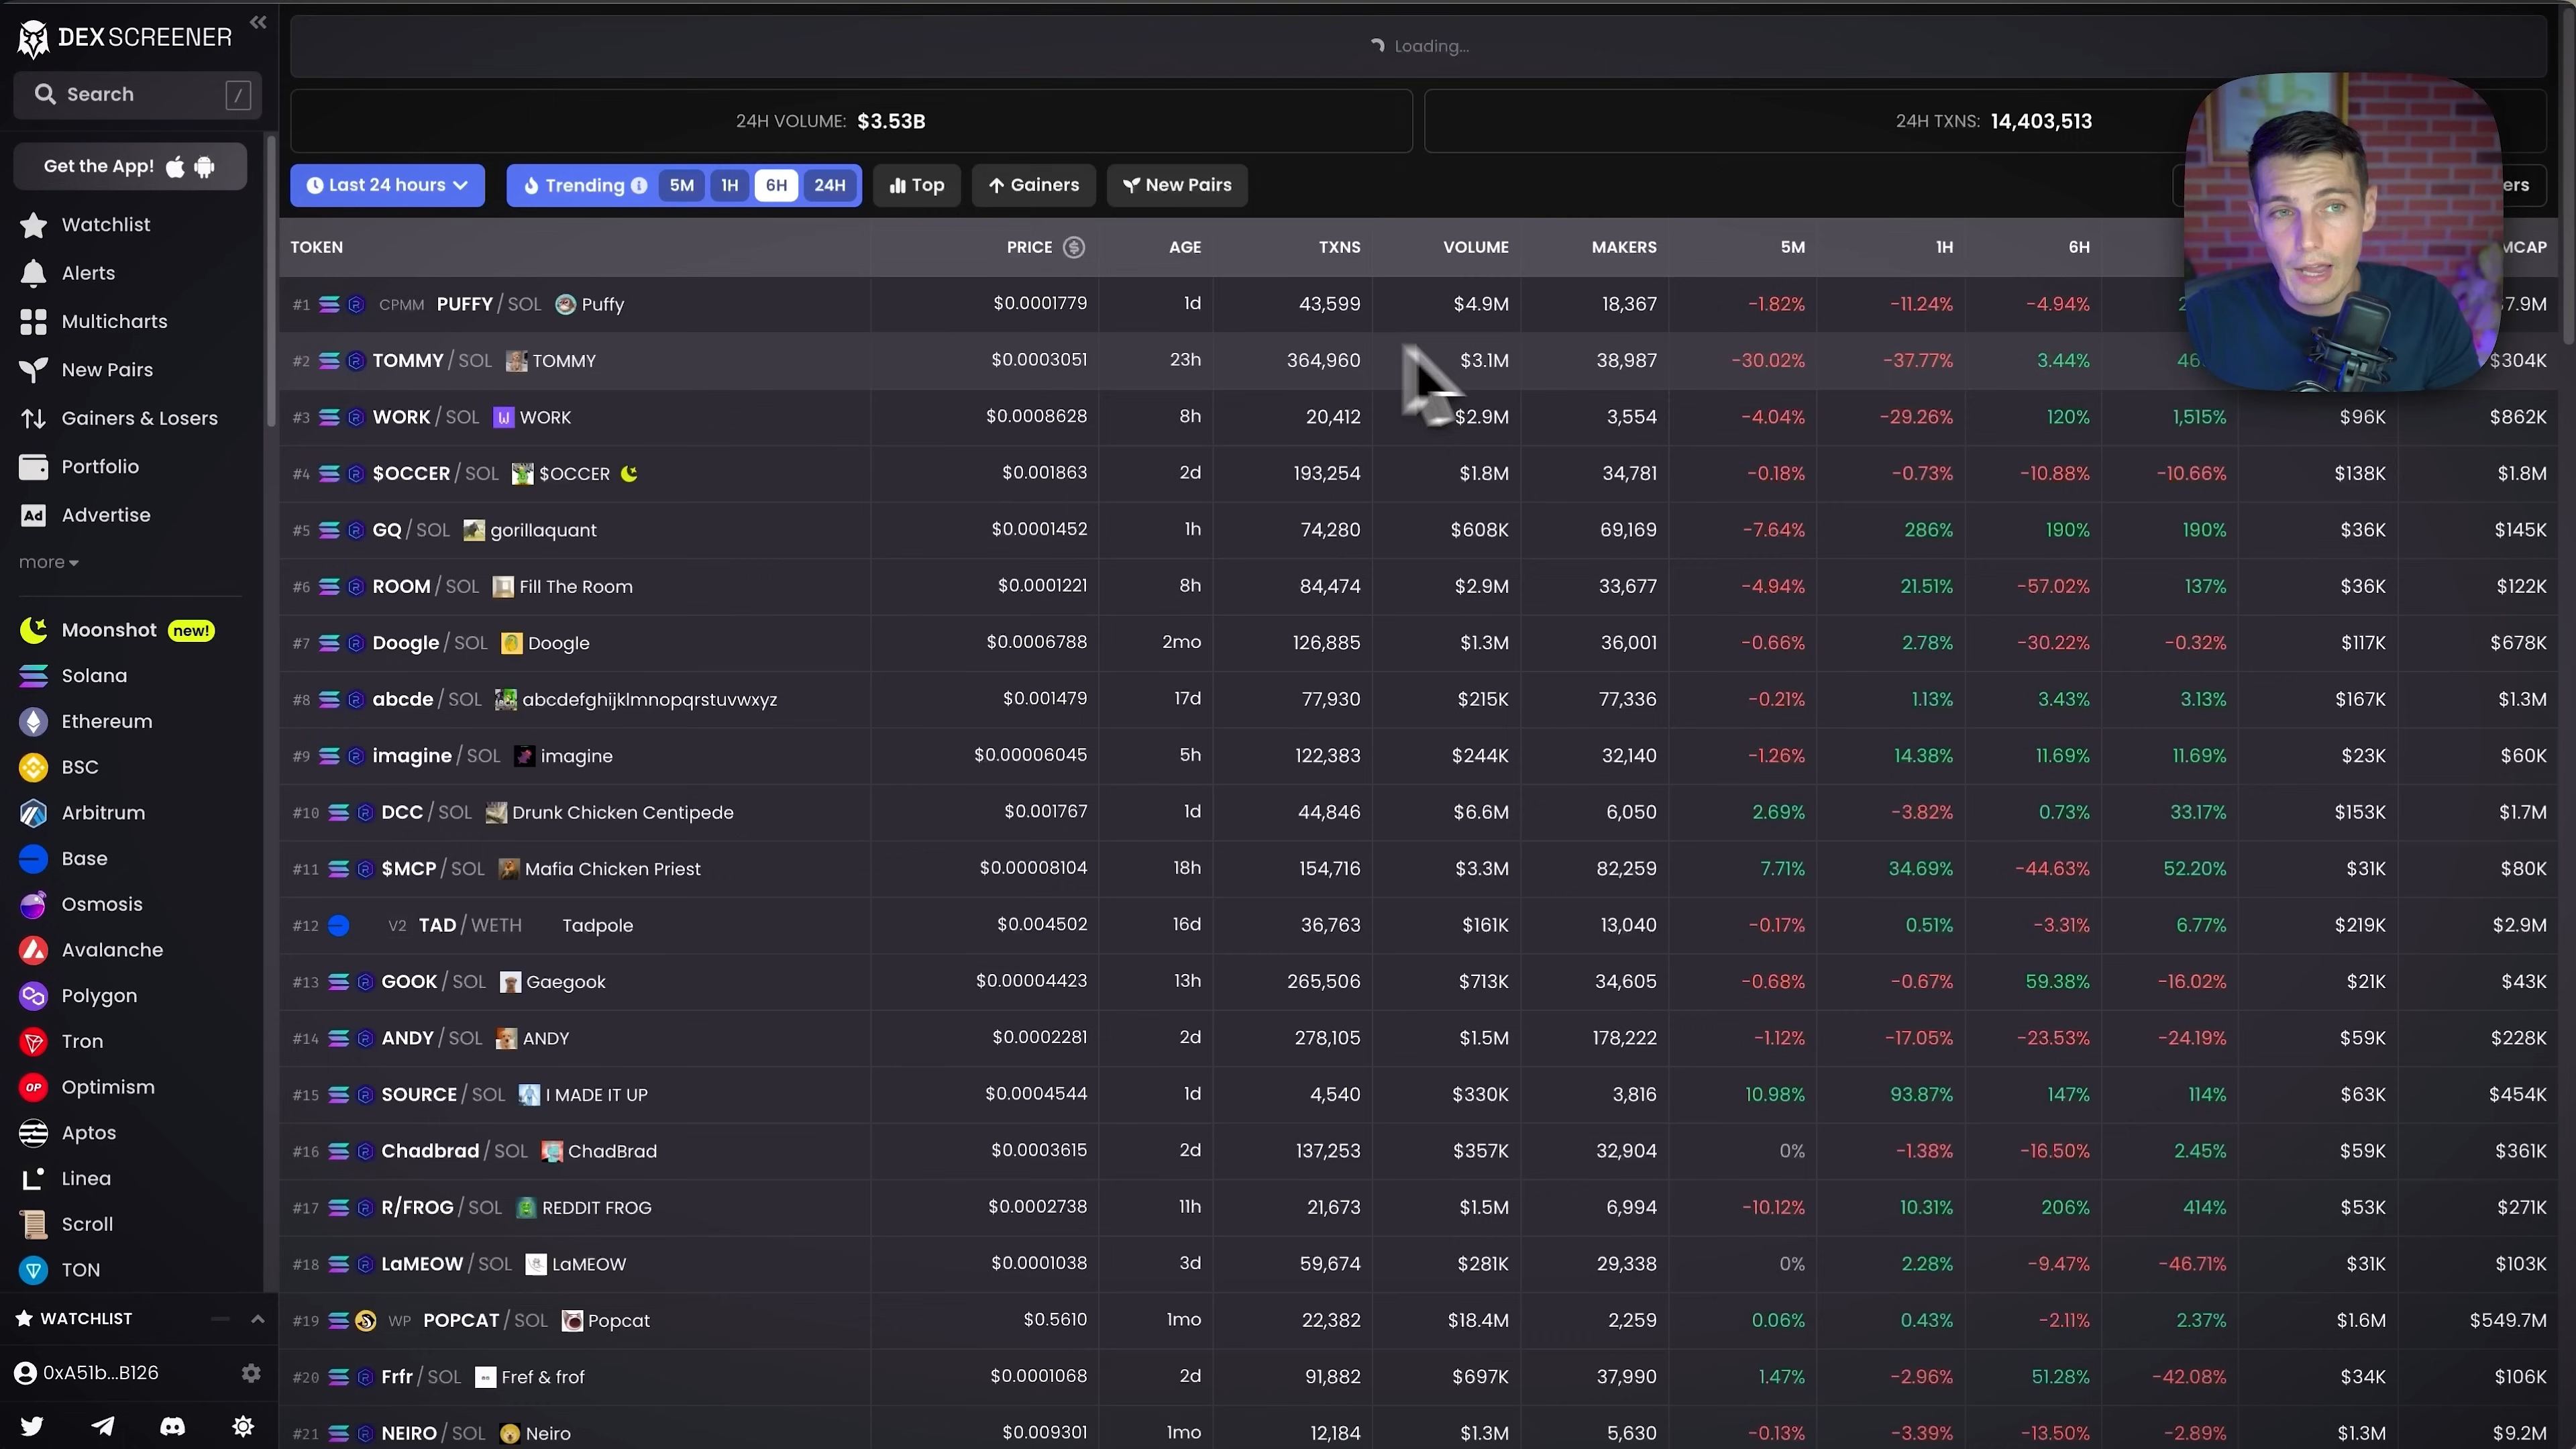 DEX SCREENER
Search /
Get the App!
Watchlist
Alerts
Multicharts
New Pairs
Gainers & Losers
Portfolio
Ad Advertise
more
Moonshot new!
Solana
Ethereum
BSC
Arbitrum
Base
Osmosis
Avalanche
Polygon
Tron
OP Optimism
Aptos
Linea
Scroll
TON
WATCHLIST
0xA51b...B126
Loading...
24H VOLUME: $3.53B
24H TXNS: 14,403,513
Last 24 hours Trending 5M 1H 6H 24H Top Gainers New Pairs
TOKEN PRICE AGE TXNS VOLUME MAKERS 5M 1H 6H MCAP
#1 CPMM PUFFY / SOL Puffy $0.0001779 1d 43,599 $4.9M 18,367 -1.82% -11.24% -4.94%
#2 TOMMY / SOL TOMMY $0.0003051 23h 364,960 $3.1M 38,987 -30.02% -37.77% 3.44% $304K
#3 WORK / SOL WORK $0.0008628 8h 20,412 $2.9M 3,554 -4.04% -29.26% 120% 1,515% $96K $862K
#4 $OCCER / SOL $OCCER $0.001863 2d 193,254 $1.8M 34,781 -0.18% -0.73% -10.88% -10.66% $138K $1.8M
#5 GQ / SOL gorillaquant $0.0001452 1h 74,280 $608K 69,169 -7.64% 286% 190% 190% $36K $145K
#6 ROOM / SOL Fill The Room $0.0001221 8h 84,474 $2.9M 33,677 -4.94% 21.51% -57.02% 137% $36K $122K
#7 Doogle / SOL Doogle $0.0006788 2mo 126,885 $1.3M 36,001 -0.66% 2.78% -30.22% -0.32% $117K $678K
#8 abcde / SOL abcdefghijklmnopqrstuvwxyz $0.001479 17d 77,930 $215K 77,336 -0.21% 1.13% 3.43% 3.13% $167K $1.3M
#9 imagine / SOL imagine $0.00006045 5h 122,383 $244K 32,140 -1.26% 14.38% 11.69% 11.69% $23K $60K
#10 DCC / SOL Drunk Chicken Centipede $0.001767 1d 44,846 $6.6M 6,050 2.69% -3.82% 0.73% 33.17% $153K $1.7M
#11 $MCP / SOL Mafia Chicken Priest $0.00008104 18h 154,716 $3.3M 82,259 7.71% 34.69% -44.63% 52.20% $31K $80K
#12 V2 TAD / WETH Tadpole $0.004502 16d 36,763 $161K 13,040 -0.17% 0.51% -3.31% 6.77% $219K $2.9M
#13 GOOK / SOL Gaegook $0.00004423 13h 265,506 $713K 34,605 -0.68% -0.67% 59.38% -16.02% $21K $43K
#14 ANDY / SOL ANDY $0.0002281 2d 278,105 $1.5M 178,222 -1.12% -17.05% -23.53% -24.19% $59K $228K
#15 SOURCE / SOL I MADE IT UP $0.0004544 1d 4,540 $330K 3,816 10.98% 93.87% 147% 114% $63K $454K
#16 Chadbrad / SOL ChadBrad $0.0003615 2d 137,253 $357K 32,904 0% -1.38% -16.50% 2.45% $59K $361K
#17 R/FROG / SOL REDDIT FROG $0.0002738 11h 21,673 $1.5M 6,994 -10.12% 10.31% 206% 414% $53K $271K
#18 LaMEOW / SOL LaMEOW $0.0001038 3d 59,674 $281K 29,338 0% 2.28% -9.47% -46.71% $31K $103K
#19 WP POPCAT / SOL Popcat $0.5610 1mo 22,382 $18.4M 2,259 0.06% 0.43% -2.11% 2.37% $1.6M $549.7M
#20 Frfr / SOL Fref & frof $0.0001068 2d 91,882 $697K 37,990 1.47% -2.96% 51.28% -42.08% $34K $106K
#21 NEIRO / SOL Neiro $0.009301 1mo 12,184 $1.3M 5,630 -0.13% -3.39% -13.50% -2.89% $1.3M $9.2M